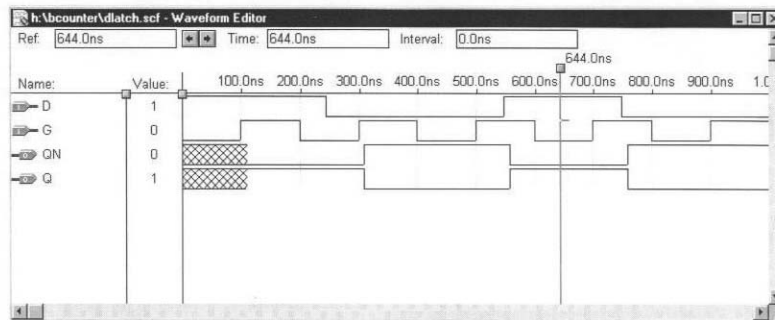 h:\bcounter\dlatch.scf - Waveform Editor
Ref: 644.0ns Time: 644.0ns Interval: 0.0ns
644.0ns
Name: Value: 100.0ns 200.0ns 300.0ns 400.0ns 500.0ns 600.0ns 700.0ns 800.0ns 900.0ns 1.0
D 1
G 0
QN 0
Q 1